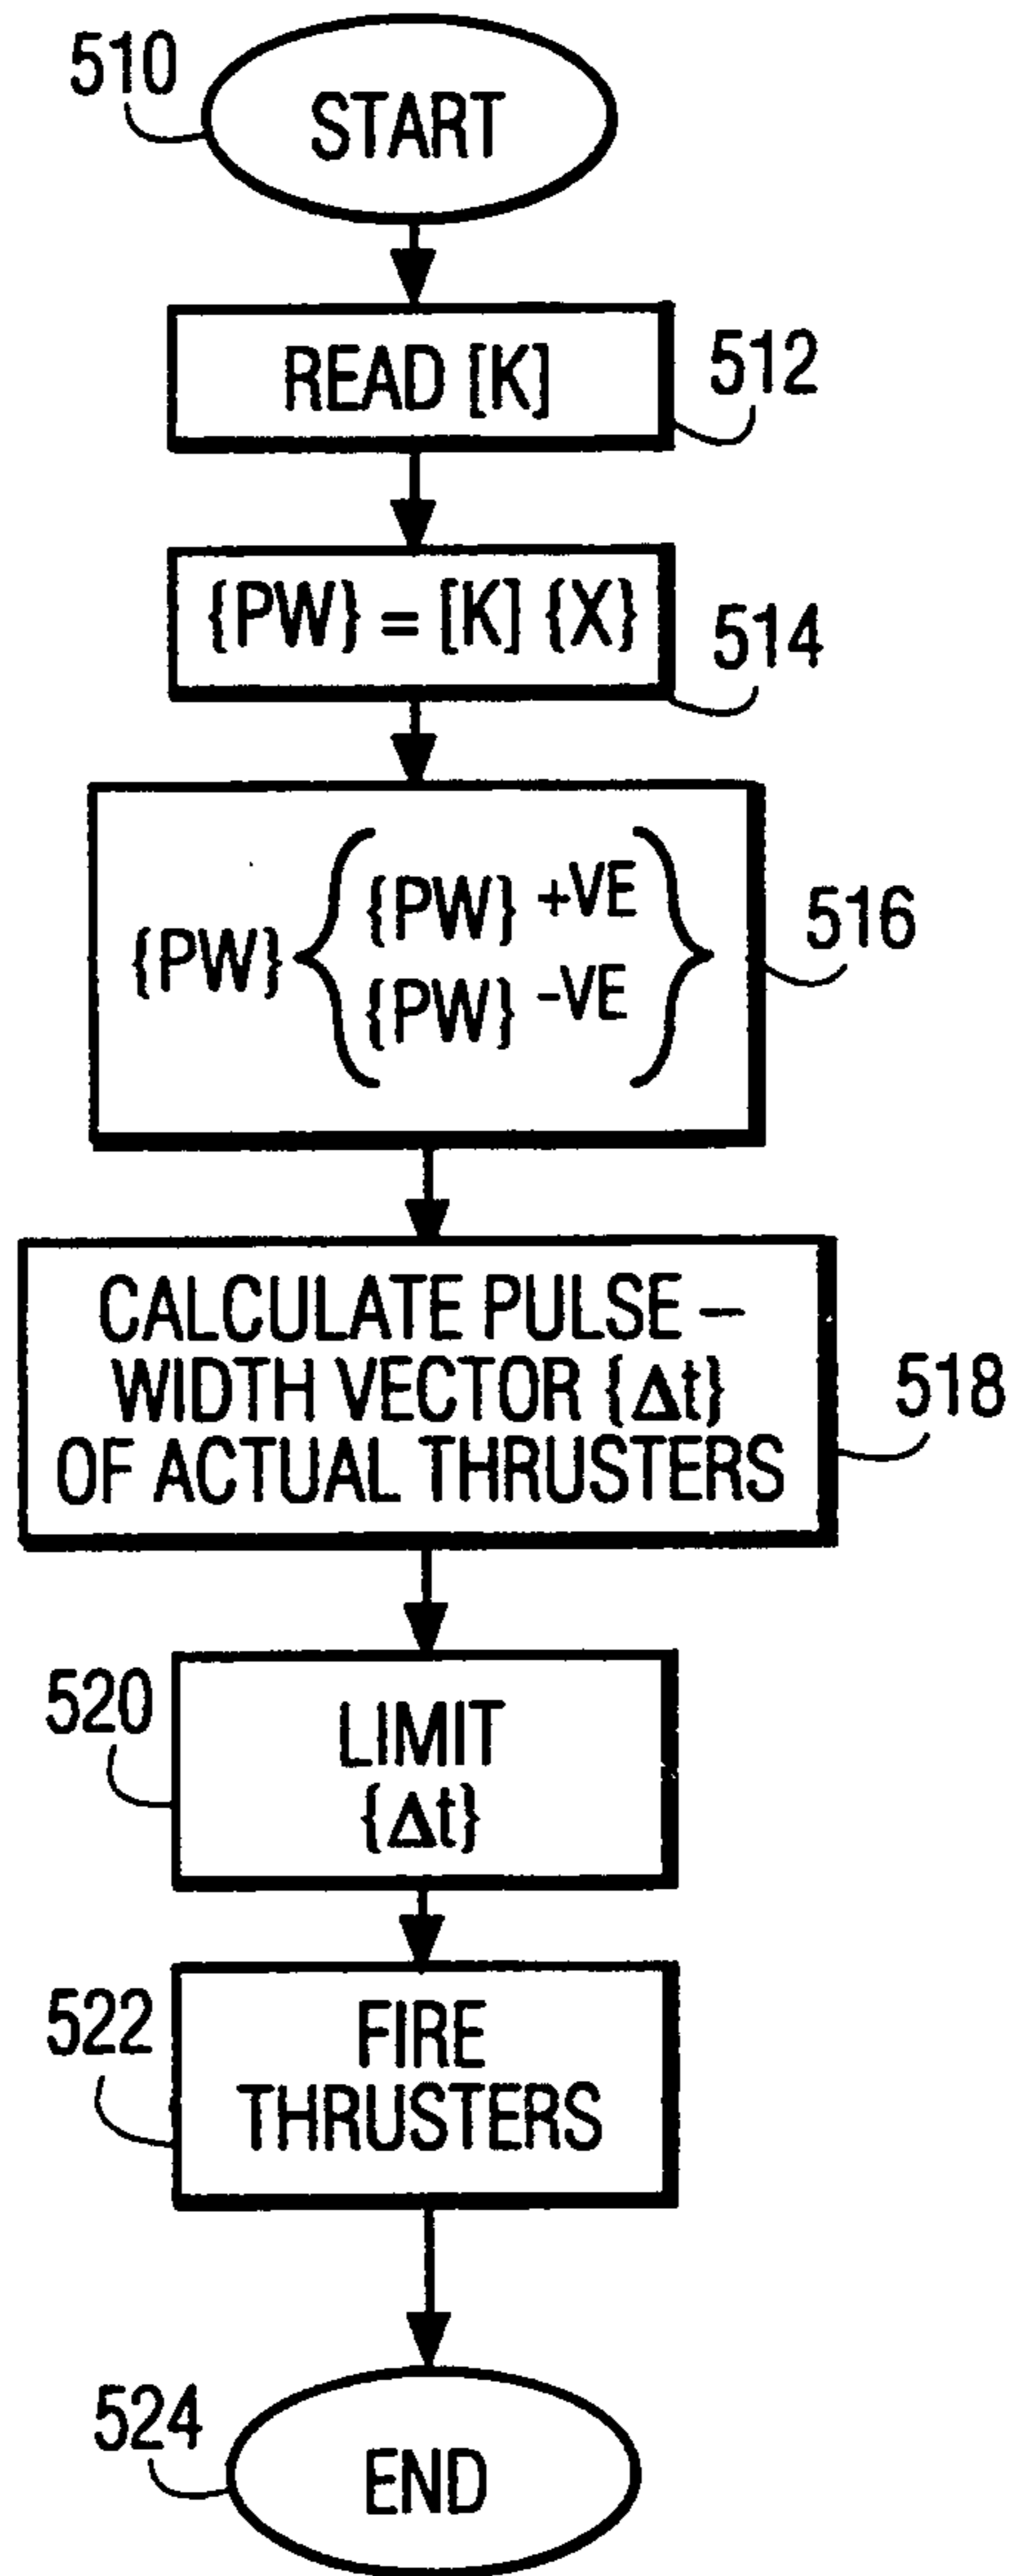 510
START
READ [K]
512
{PW} = [K] {X}
514
{PW} { {PW} +VE
{PW} -VE }
516
CALCULATE PULSE –
WIDTH VECTOR {Δt}
OF ACTUAL THRUSTERS
518
520
LIMIT
{Δt}
522
FIRE
THRUSTERS
524
END